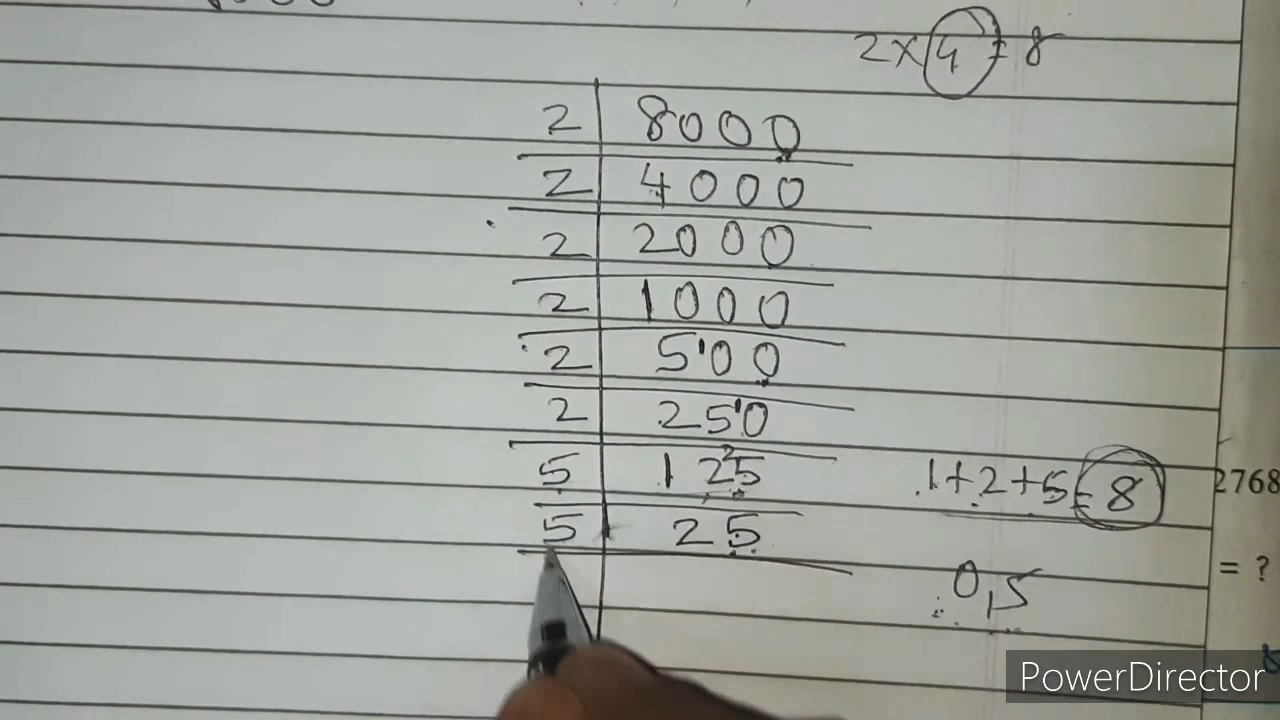 2 × 4 = 8
2 8000
2 4000
2 2000
2 1000
2 500
2 250
5 125 1+2+5=8 2768
5 25
0,5 = ?
PowerDirector